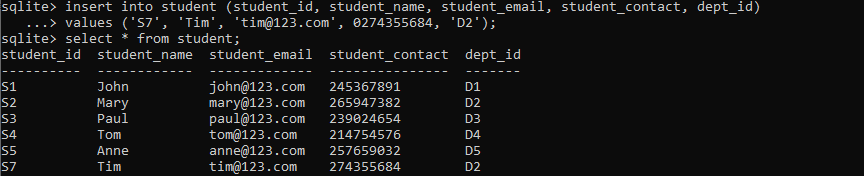 sqlite> insert into student (student_id, student_name, student_email, student_contact, dept_id)
   ...> values ('S7', 'Tim', 'tim@123.com', 0274355684, 'D2');
sqlite> select * from student;
student_id  student_name  student_email  student_contact  dept_id
----------  ------------  -------------  ---------------  -------
S1          John          john@123.com   245367891        D1
S2          Mary          mary@123.com   265947382        D2
S3          Paul          paul@123.com   239024654        D3
S4          Tom           tom@123.com    214754576        D4
S5          Anne          anne@123.com   257659032        D5
S7          Tim           tim@123.com    274355684        D2